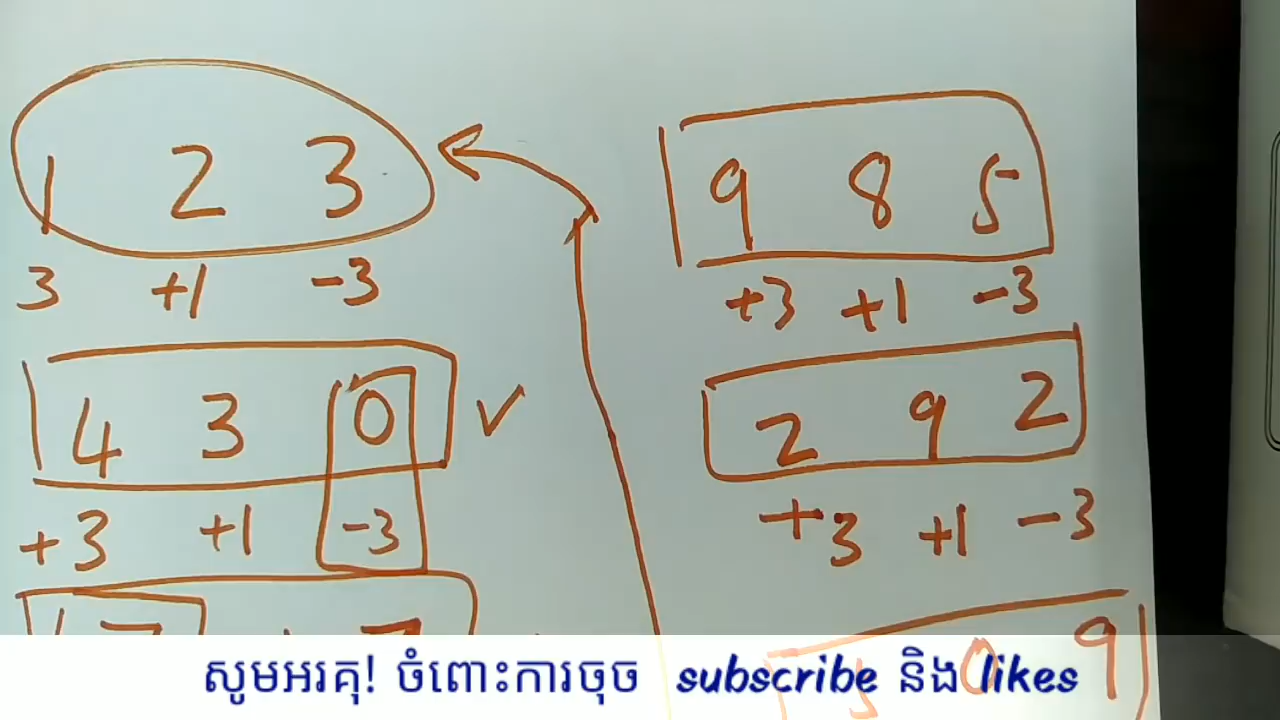 1 2 3
3 +1 -3
4 3 0 ✓
+3 +1 -3
9 8 5
+3 +1 -3
2 9 2
+3 +1 -3
0 9
សូមអរគុ! ចំពោះការចុច subscribe និង likes